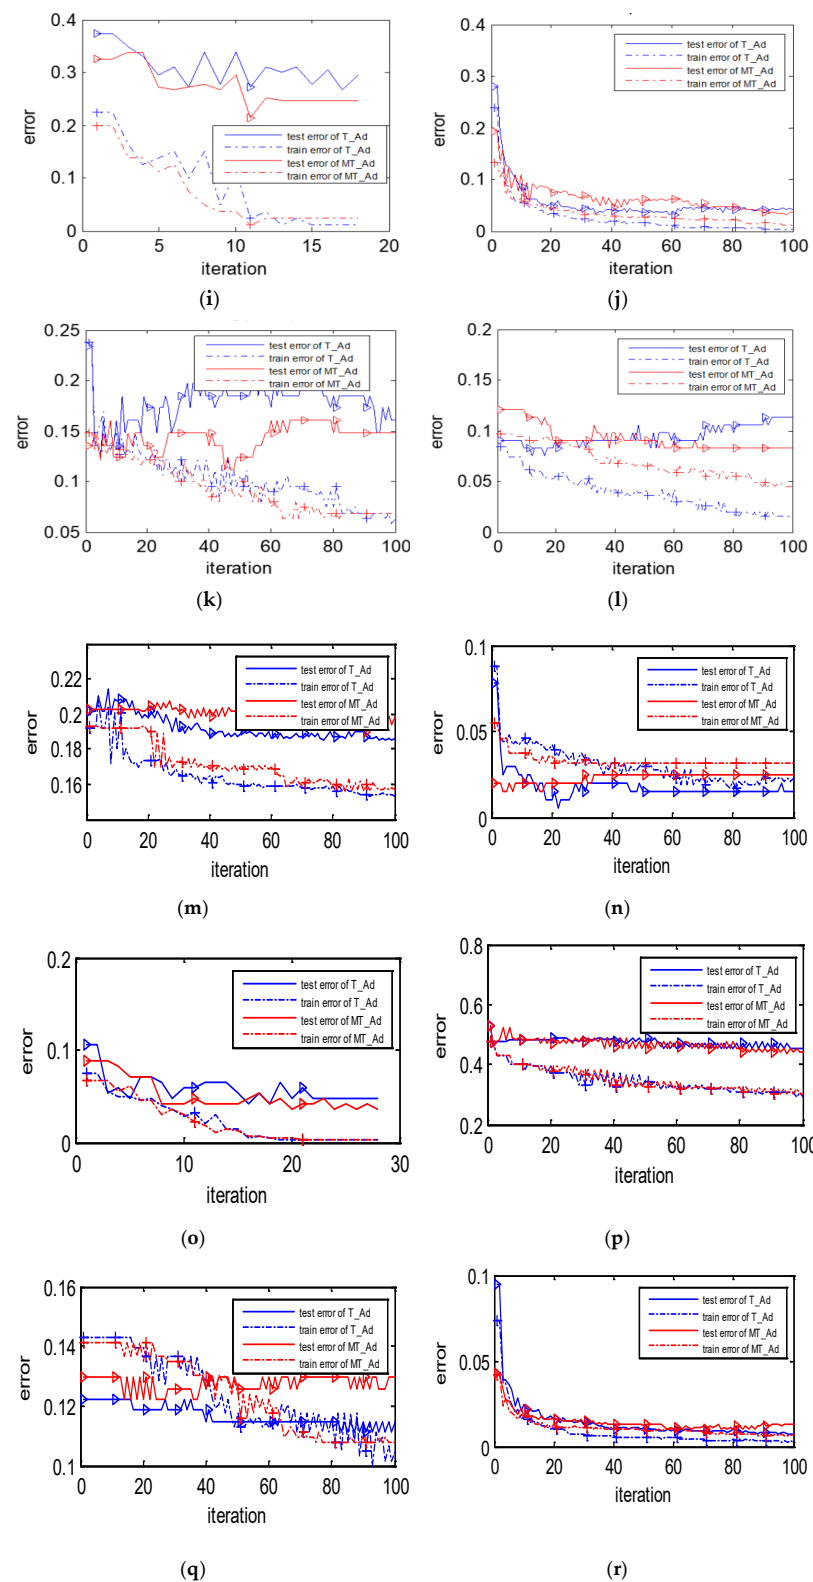 0.4
0.3
0.2
0.1
0
error
test error of T_Ad
train error of T_Ad
test error of MT_Ad
train error of MT_Ad
0 5 10 15 20
iteration
(i)
0.4
0.3
0.2
0.1
0
error
test error of T_Ad
train error of T_Ad
test error of MT_Ad
train error of MT_Ad
0 20 40 60 80 100
iteration
(j)
0.25
0.2
0.15
0.1
0.05
error
test error of T_Ad
train error of T_Ad
test error of MT_Ad
train error of MT_Ad
0 20 40 60 80 100
iteration
(k)
0.2
0.15
0.1
0.05
0
error
test error of T_Ad
train error of T_Ad
test error of MT_Ad
train error of MT_Ad
0 20 40 60 80 100
iteration
(l)
0.22
0.2
0.18
0.16
error
test error of T_Ad
train error of T_Ad
test error of MT_Ad
train error of MT_Ad
0 20 40 60 80 100
iteration
(m)
0.1
0.05
0
error
test error of T_Ad
train error of T_Ad
test error of MT_Ad
train error of MT_Ad
0 20 40 60 80 100
iteration
(n)
0.2
0.1
0
error
test error of T_Ad
train error of T_Ad
test error of MT_Ad
train error of MT_Ad
0 10 20 30
iteration
(o)
0.8
0.6
0.4
0.2
error
test error of T_Ad
train error of T_Ad
test error of MT_Ad
train error of MT_Ad
0 20 40 60 80 100
iteration
(p)
0.16
0.14
0.12
0.1
error
test error of T_Ad
train error of T_Ad
test error of MT_Ad
train error of MT_Ad
0 20 40 60 80 100
iteration
(q)
0.1
0.05
0
error
test error of T_Ad
train error of T_Ad
test error of MT_Ad
train error of MT_Ad
0 20 40 60 80 100
iteration
(r)